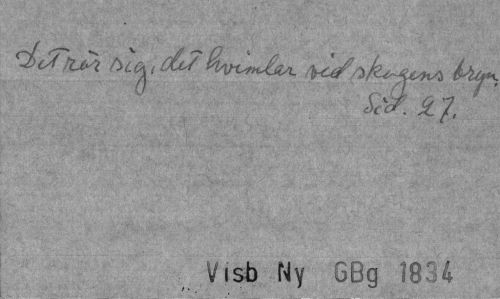 Det rör sig, det hvimlar vid skogens bryn,
Sid. 27.
Visb Ny GBg 1834